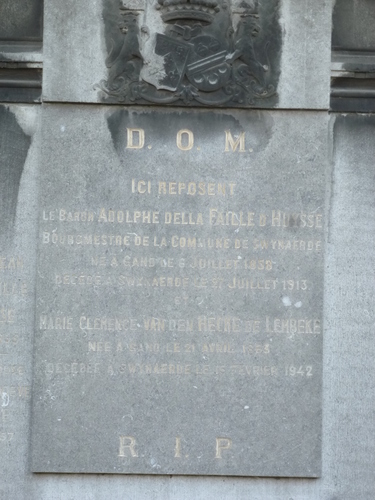 D. O. M.
ICI REPOSENT
LE BARON ADOLPHE DELLA FAILLE D'HUYSSE
BOURGMESTRE DE LA COMMUNE DE SWYNAERDE
NÉ A GAND LE 6 JUILLET 1838
DÉCÉDÉ A SWYNAERDE LE 27 JUILLET 1913
ET
MARIE CLÉMENCE VAN DEN HECKE DE LEMBEKE
NÉE A GAND LE 21 AVRIL
DÉCÉDÉE A SWYNAERDE LE 15 FÉVRIER 1942
R. I. P.